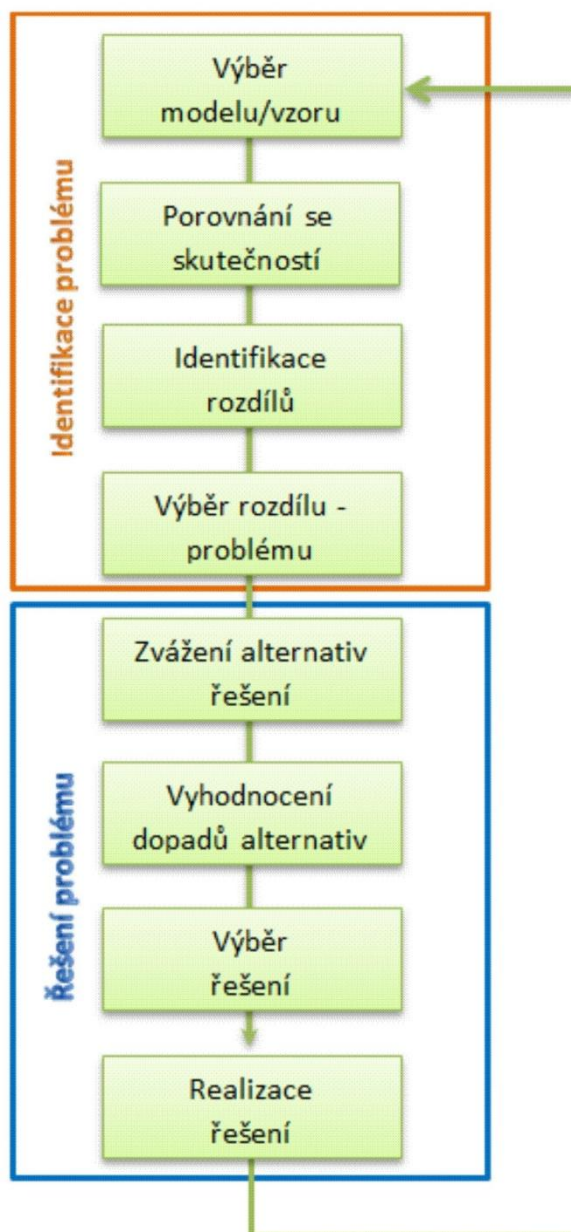 Identifikace problému
Výběr
modelu/vzoru
Porovnání se
skutečností
Identifikace
rozdílů
Výběr rozdílu -
problému
Řešení problému
Zvážení alternativ
řešení
Vyhodnocení
dopadů alternativ
Výběr
řešení
Realizace
řešení